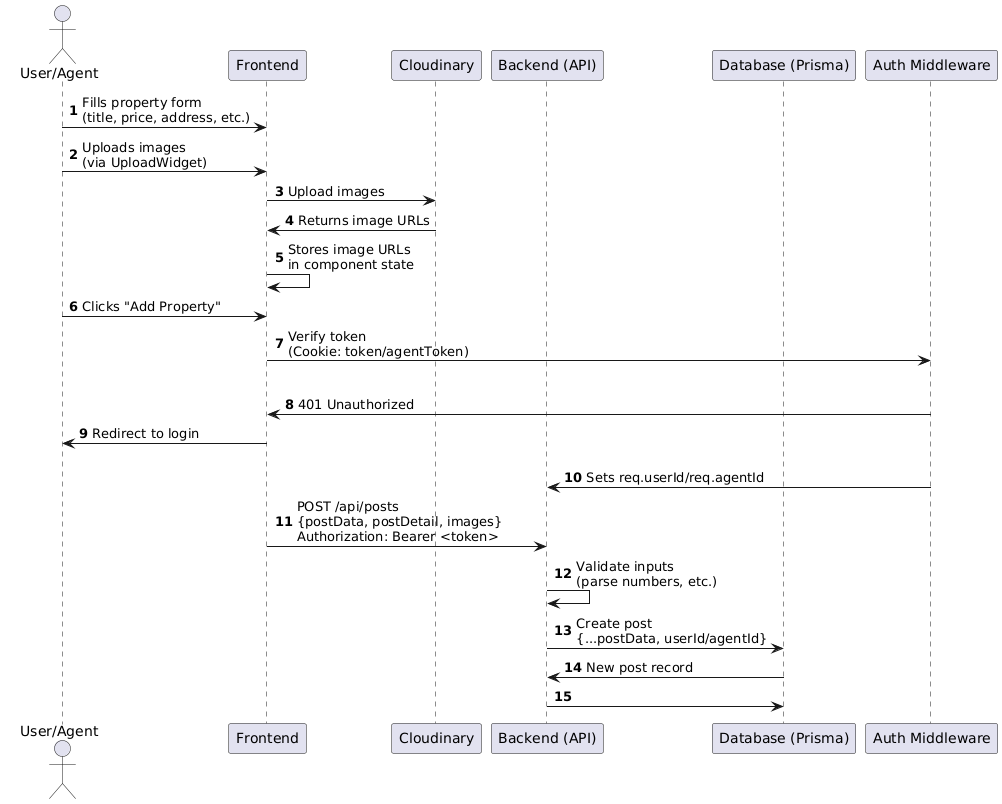 User/Agent
Frontend
Cloudinary
Backend (API)
Database (Prisma)
Auth Middleware
1 Fills property form
(title, price, address, etc.)
2 Uploads images
(via UploadWidget)
3 Upload images
4 Returns image URLs
5 Stores image URLs
in component state
6 Clicks "Add Property"
7 Verify token
(Cookie: token/agentToken)
8 401 Unauthorized
9 Redirect to login
10 Sets req.userId/req.agentId
POST /api/posts
11 {postData, postDetail, images}
Authorization: Bearer <token>
12 Validate inputs
(parse numbers, etc.)
13 Create post
{...postData, userId/agentId}
14 New post record
15
User/Agent
Frontend
Cloudinary
Backend (API)
Database (Prisma)
Auth Middleware